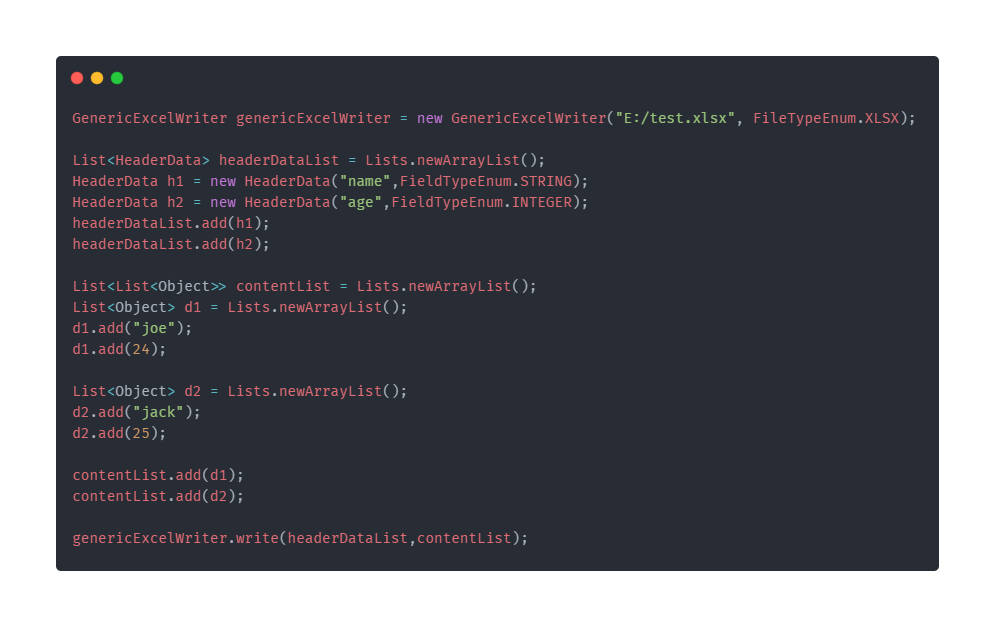 GenericExcelWriter genericExcelWriter = new GenericExcelWriter("E:/test.xlsx", FileTypeEnum.XLSX);
List<HeaderData> headerDataList = Lists.newArrayList();
HeaderData h1 = new HeaderData("name",FieldTypeEnum.STRING);
HeaderData h2 = new HeaderData("age",FieldTypeEnum.INTEGER);
headerDataList.add(h1);
headerDataList.add(h2);
List<List<Object>> contentList = Lists.newArrayList();
List<Object> d1 = Lists.newArrayList();
d1.add("joe");
d1.add(24);
List<Object> d2 = Lists.newArrayList();
d2.add("jack");
d2.add(25);
contentList.add(d1);
contentList.add(d2);
genericExcelWriter.write(headerDataList,contentList);